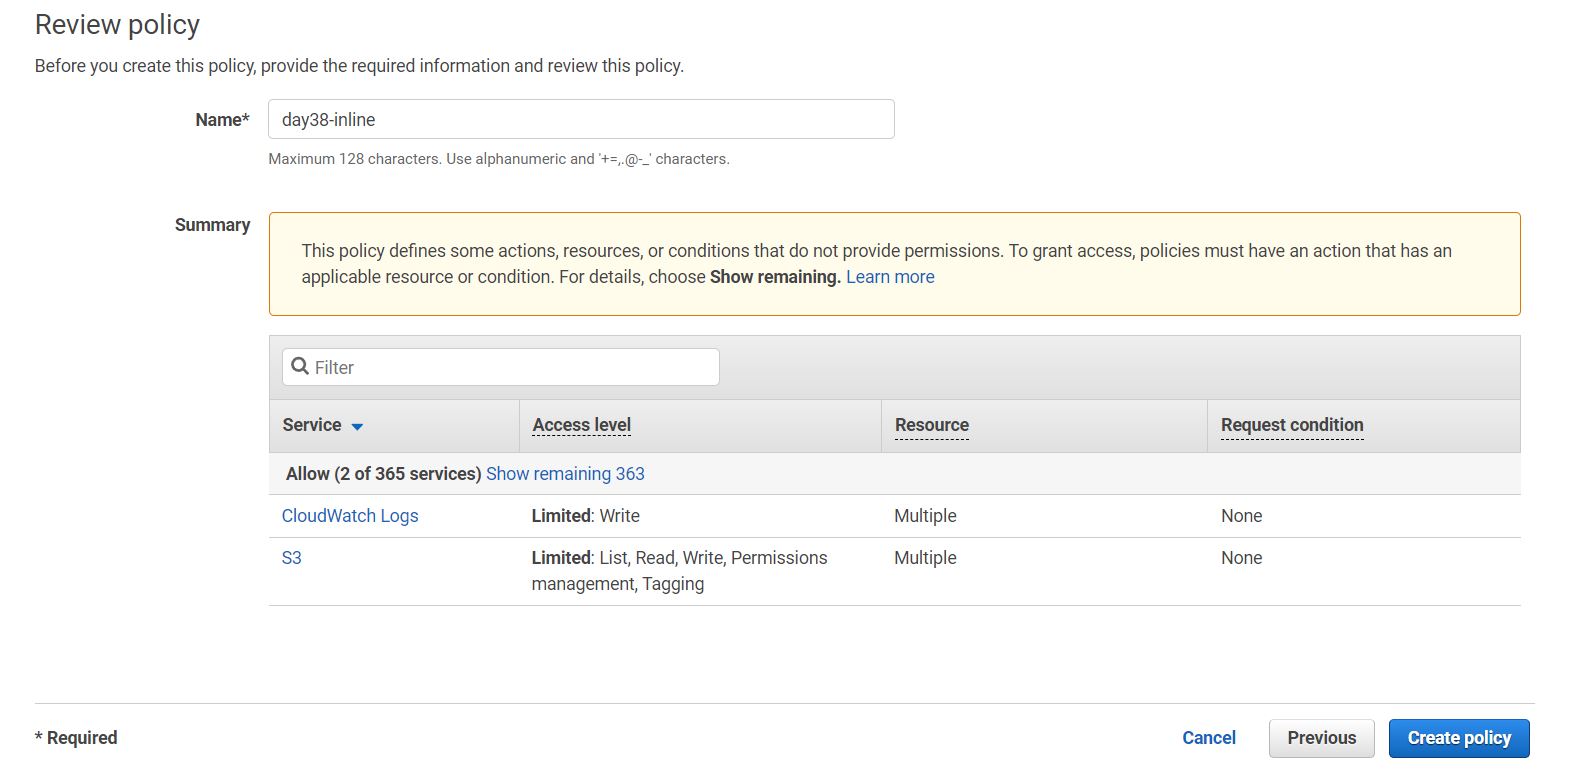 Review policy
Before you create this policy, provide the required information and review this policy.
Name* day38-inline
Maximum 128 characters. Use alphanumeric and '+=,.@-_' characters.
Summary
This policy defines some actions, resources, or conditions that do not provide permissions. To grant access, policies must have an action that has an
applicable resource or condition. For details, choose Show remaining. Learn more
Filter
Service Access level Resource Request condition
Allow (2 of 365 services) Show remaining 363
CloudWatch Logs Limited: Write Multiple None
S3 Limited: List, Read, Write, Permissions Multiple None
management, Tagging
* Required Cancel Previous Create policy